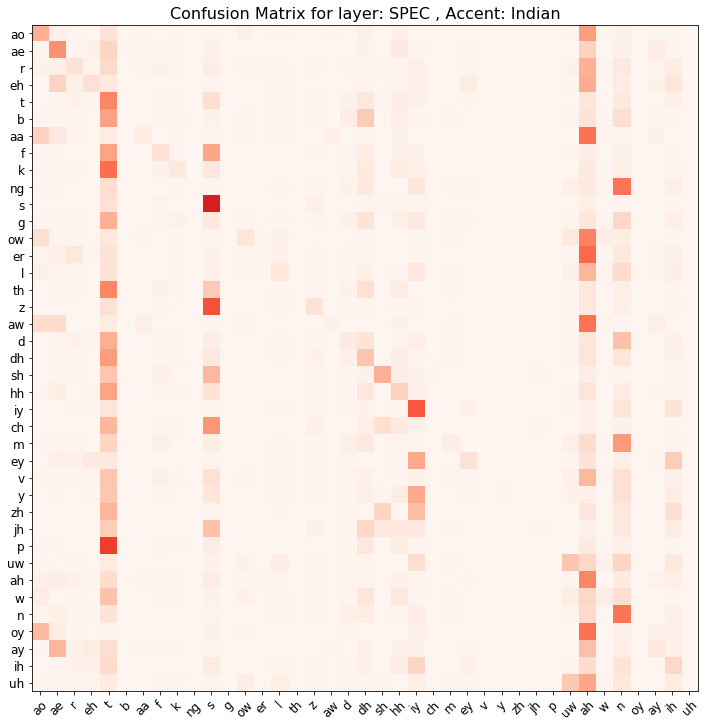 Confusion Matrix for layer: SPEC , Accent: Indian
ao
ae
r
eh
t
b
aa
f
k
ng
s
g
ow
er
l
th
z
aw
d
dh
sh
hh
iy
ch
m
ey
v
y
zh
jh
p
uw
ah
w
n
oy
ay
ih
uh
ao ae r eh t b aa f k ng s g ow er l th z aw d dh sh hh iy ch m ey v y zh jh p uw ah w n oy ay ih uh